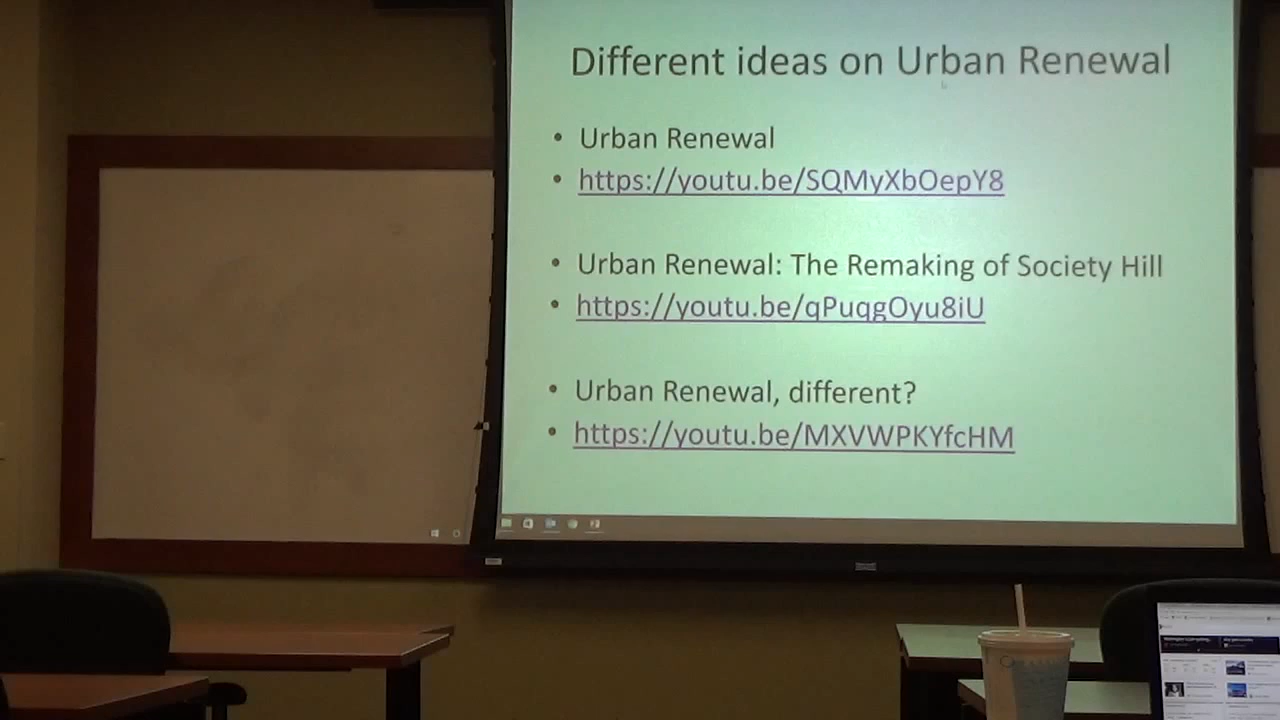 Different ideas on Urban Renewal
• Urban Renewal
• https://youtu.be/SQMyXbOepY8
• Urban Renewal: The Remaking of Society Hill
• https://youtu.be/qPuqgOyu8iU
• Urban Renewal, different?
• https://youtu.be/MXVWPKYfcHM